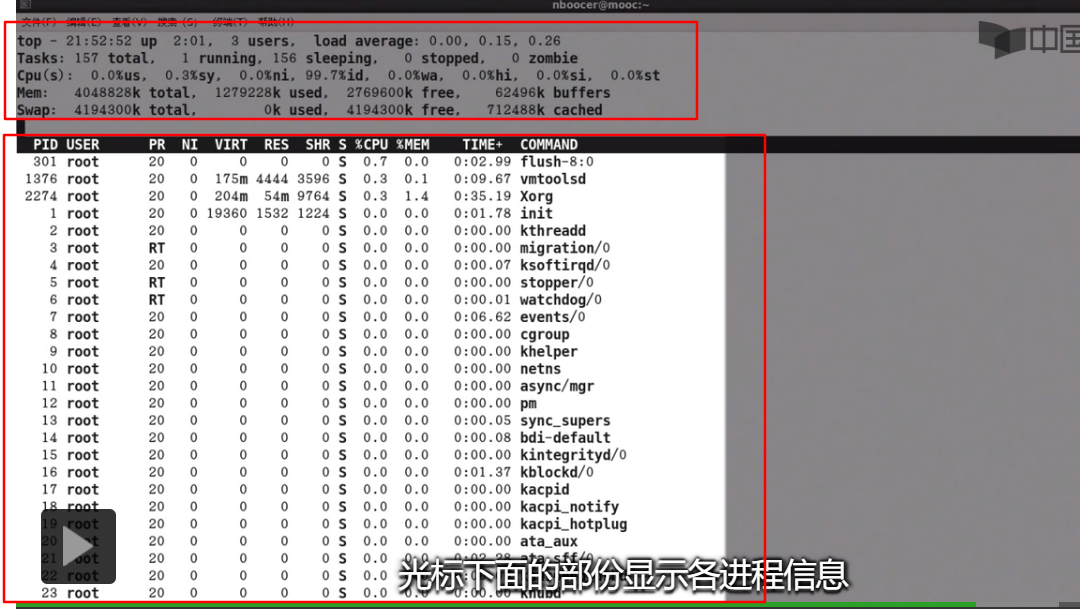 nboocer@mooc:~
文件(F) 编辑(E) 查看(V) 搜索 (S) 终端(T) 帮助(H)
中国
top - 21:52:52 up  2:01,  3 users,  load average: 0.00, 0.15, 0.26
Tasks: 157 total,   1 running, 156 sleeping,   0 stopped,   0 zombie
Cpu(s):  0.0%us,  0.3%sy,  0.0%ni, 99.7%id,  0.0%wa,  0.0%hi,  0.0%si,  0.0%st
Mem:   4048828k total,  1279228k used,  2769600k free,    62496k buffers
Swap:  4194300k total,        0k used,  4194300k free,   712488k cached
PID USER      PR  NI  VIRT  RES  SHR S %CPU %MEM    TIME+  COMMAND
301 root      20   0     0    0    0 S  0.7  0.0   0:02.99 flush-8:0
1376 root      20   0  175m 4444 3596 S  0.3  0.1   0:09.67 vmtoolsd
2274 root      20   0  204m  54m 9764 S  0.3  1.4   0:35.19 Xorg
1 root      20   0 19360 1532 1224 S  0.0  0.0   0:01.78 init
2 root      20   0     0    0    0 S  0.0  0.0   0:00.00 kthreadd
3 root      RT   0     0    0    0 S  0.0  0.0   0:00.00 migration/0
4 root      20   0     0    0    0 S  0.0  0.0   0:00.07 ksoftirqd/0
5 root      RT   0     0    0    0 S  0.0  0.0   0:00.00 stopper/0
6 root      RT   0     0    0    0 S  0.0  0.0   0:00.01 watchdog/0
7 root      20   0     0    0    0 S  0.0  0.0   0:06.62 events/0
8 root      20   0     0    0    0 S  0.0  0.0   0:00.00 cgroup
9 root      20   0     0    0    0 S  0.0  0.0   0:00.00 khelper
10 root      20   0     0    0    0 S  0.0  0.0   0:00.00 netns
11 root      20   0     0    0    0 S  0.0  0.0   0:00.00 async/mgr
12 root      20   0     0    0    0 S  0.0  0.0   0:00.00 pm
13 root      20   0     0    0    0 S  0.0  0.0   0:00.05 sync_supers
14 root      20   0     0    0    0 S  0.0  0.0   0:00.08 bdi-default
15 root      20   0     0    0    0 S  0.0  0.0   0:00.00 kintegrityd/0
16 root      20   0     0    0    0 S  0.0  0.0   0:01.37 kblockd/0
17 root      20   0     0    0    0 S  0.0  0.0   0:00.00 kacpid
18 root      20   0     0    0    0 S  0.0  0.0   0:00.00 kacpi_notify
19 root      20   0     0    0    0 S  0.0  0.0   0:00.00 kacpi_hotplug
20 root      20   0     0    0    0 S  0.0  0.0   0:00.00 ata_aux
21 root      20   0     0    0    0 S  0.0  0.0   0:02.28 ata_sff/0
22 root      20   0     0    0    0 S
23 root      20   0     0    0    0 S  0.0  0.0   0:00.00 khubd
光标下面的部份显示各进程信息